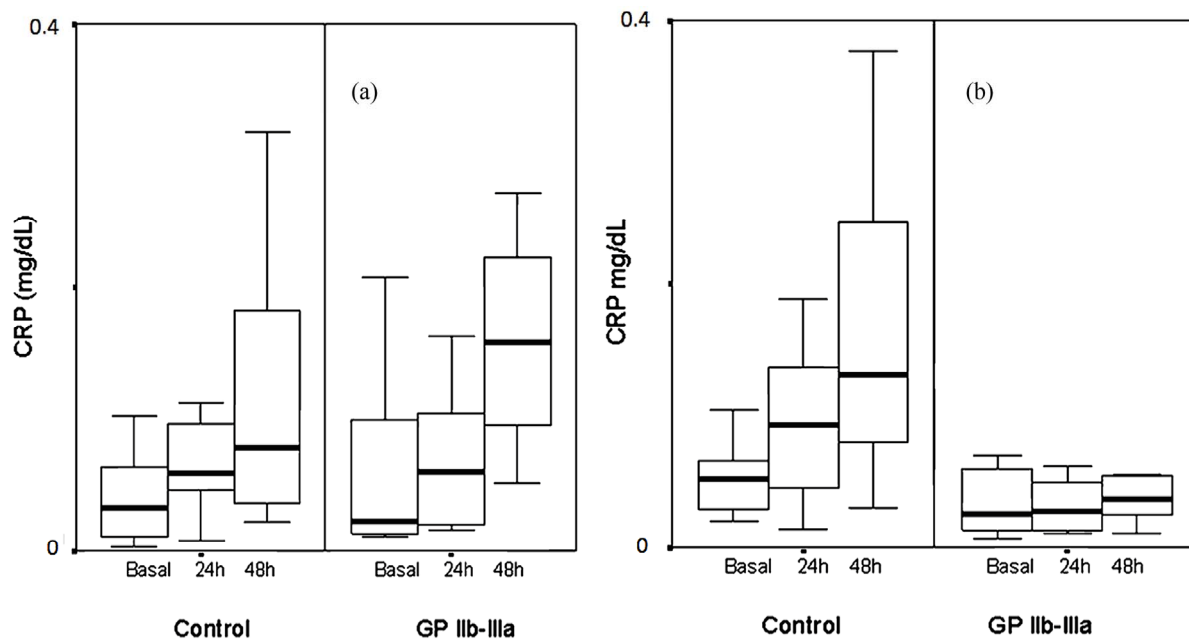 0.4
CRP (mg/dL)
0
(a)
Basal 24h 48h Basal 24h 48h
Control GP IIb-IIIa
0.4
CRP mg/dL
0
(b)
Basal 24h 48h Basal 24h 48h
Control GP IIb-IIIa